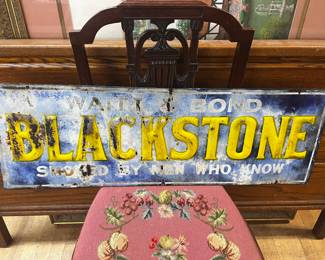 WAITT & BOND
BLACKSTONE
SMOKED BY MEN WHO KNOW